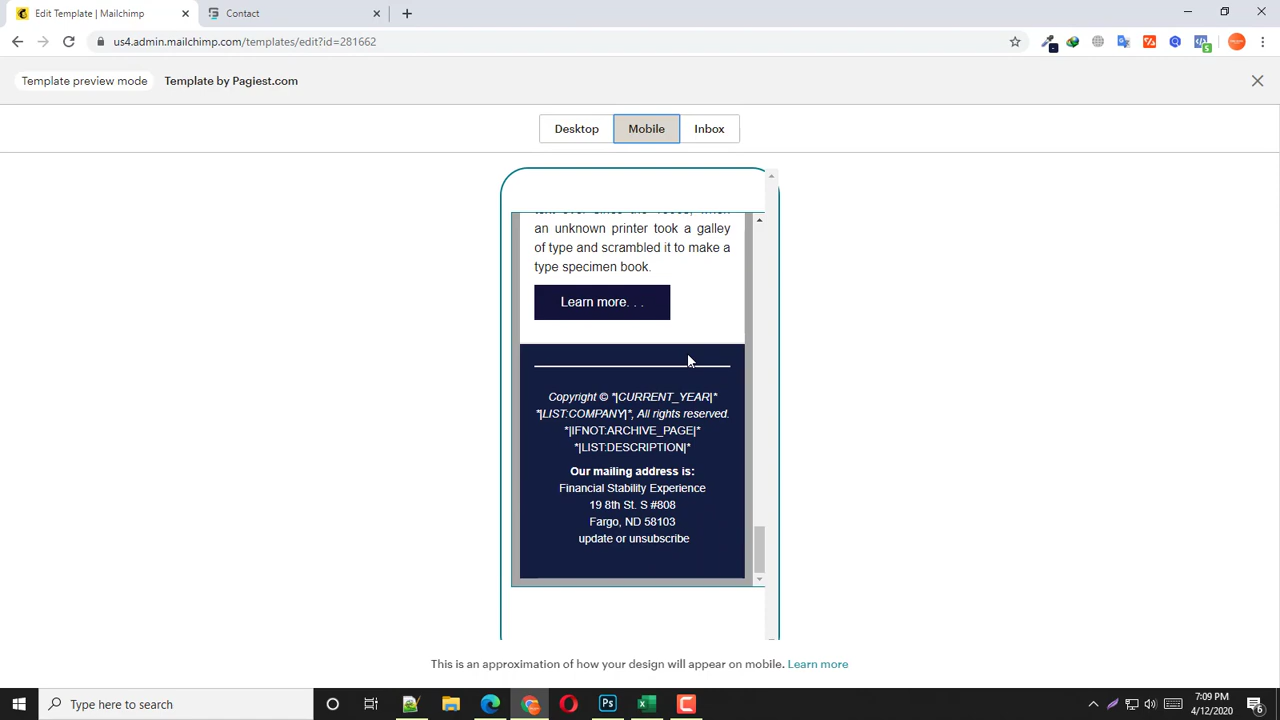 Edit Template | Mailchimp
Contact
us4.admin.mailchimp.com/templates/edit?id=281662
Template preview mode
Template by Pagiest.com
Desktop
Mobile
Inbox
an unknown printer took a galley
of type and scrambled it to make a
type specimen book.
Learn more. . .
Copyright © *|CURRENT_YEAR|*
*|LIST:COMPANY|*, All rights reserved.
*|IFNOT:ARCHIVE_PAGE|*
*|LIST:DESCRIPTION|*
Our mailing address is:
Financial Stability Experience
19 8th St. S #808
Fargo, ND 58103
update or unsubscribe
This is an approximation of how your design will appear on mobile. Learn more
Type here to search
7:09 PM
4/12/2020